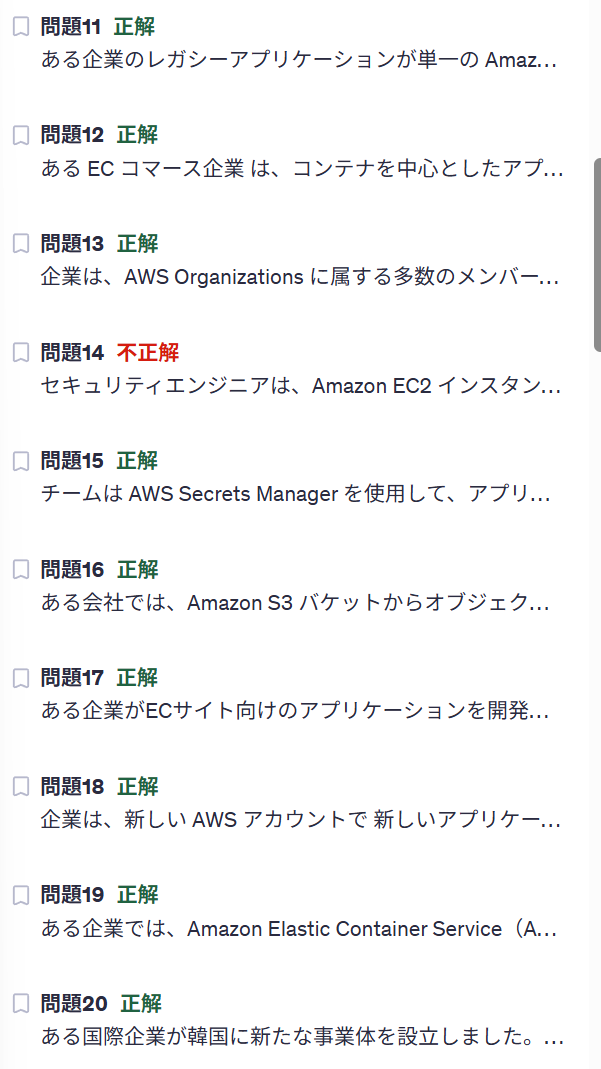 問題11 正解
ある企業のレガシーアプリケーションが単一の Amaz...
問題12 正解
ある EC コマース企業 は、コンテナを中心としたアプ...
問題13 正解
企業は、AWS Organizations に属する多数のメンバー...
問題14 不正解
セキュリティエンジニアは、Amazon EC2 インスタン...
問題15 正解
チームは AWS Secrets Manager を使用して、アプリ...
問題16 正解
ある会社では、Amazon S3 バケットからオブジェク...
問題17 正解
ある企業がECサイト向けのアプリケーションを開発...
問題18 正解
企業は、新しい AWS アカウントで 新しいアプリケー...
問題19 正解
ある企業では、Amazon Elastic Container Service（A...
問題20 正解
ある国際企業が韓国に新たな事業体を設立しました。...